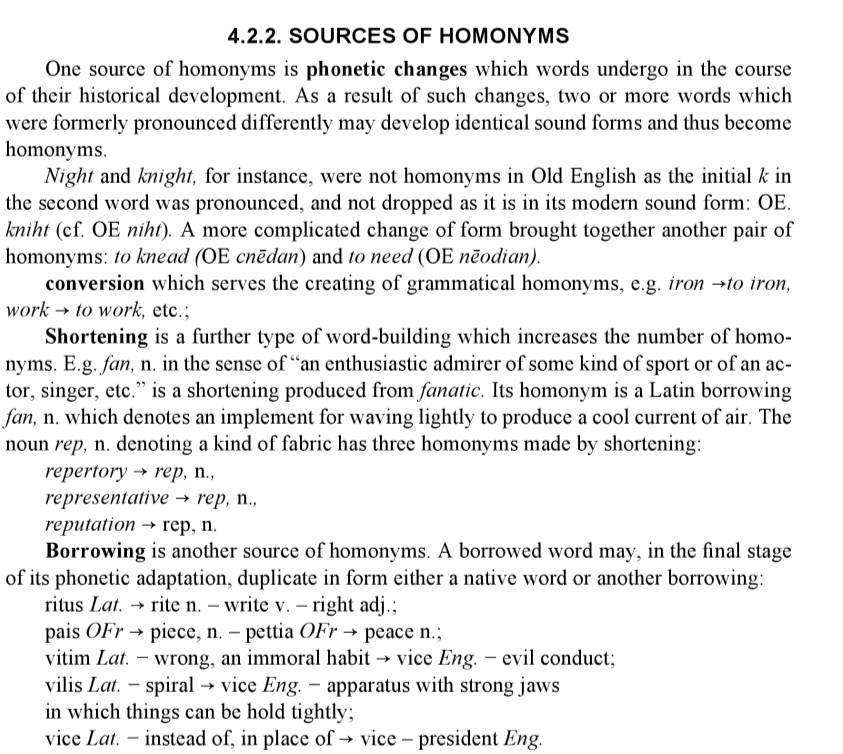 4.2.2. SOURCES OF HOMONYMS
One source of homonyms is phonetic changes which words undergo in the course
of their historical development. As a result of such changes, two or more words which
were formerly pronounced differently may develop identical sound forms and thus become
homonyms.
Night and knight, for instance, were not homonyms in Old English as the initial k in
the second word was pronounced, and not dropped as it is in its modern sound form: OE.
kniht (cf. OE niht). A more complicated change of form brought together another pair of
homonyms: to knead (OE cnēdan) and to need (OE nēodian).
conversion which serves the creating of grammatical homonyms, e.g. iron →to iron,
work → to work, etc.;
Shortening is a further type of word-building which increases the number of homo-
nyms. E.g. fan, n. in the sense of “an enthusiastic admirer of some kind of sport or of an ac-
tor, singer, etc.” is a shortening produced from fanatic. Its homonym is a Latin borrowing
fan, n. which denotes an implement for waving lightly to produce a cool current of air. The
noun rep, n. denoting a kind of fabric has three homonyms made by shortening:
repertory → rep, n.,
representative → rep, n.,
reputation → rep, n.
Borrowing is another source of homonyms. A borrowed word may, in the final stage
of its phonetic adaptation, duplicate in form either a native word or another borrowing:
ritus Lat. → rite n. – write v. – right adj.;
pais OFr → piece, n. – pettia OFr → peace n.;
vitim Lat. – wrong, an immoral habit → vice Eng. – evil conduct;
vilis Lat. – spiral → vice Eng. – apparatus with strong jaws
in which things can be hold tightly;
vice Lat. – instead of, in place of → vice – president Eng.